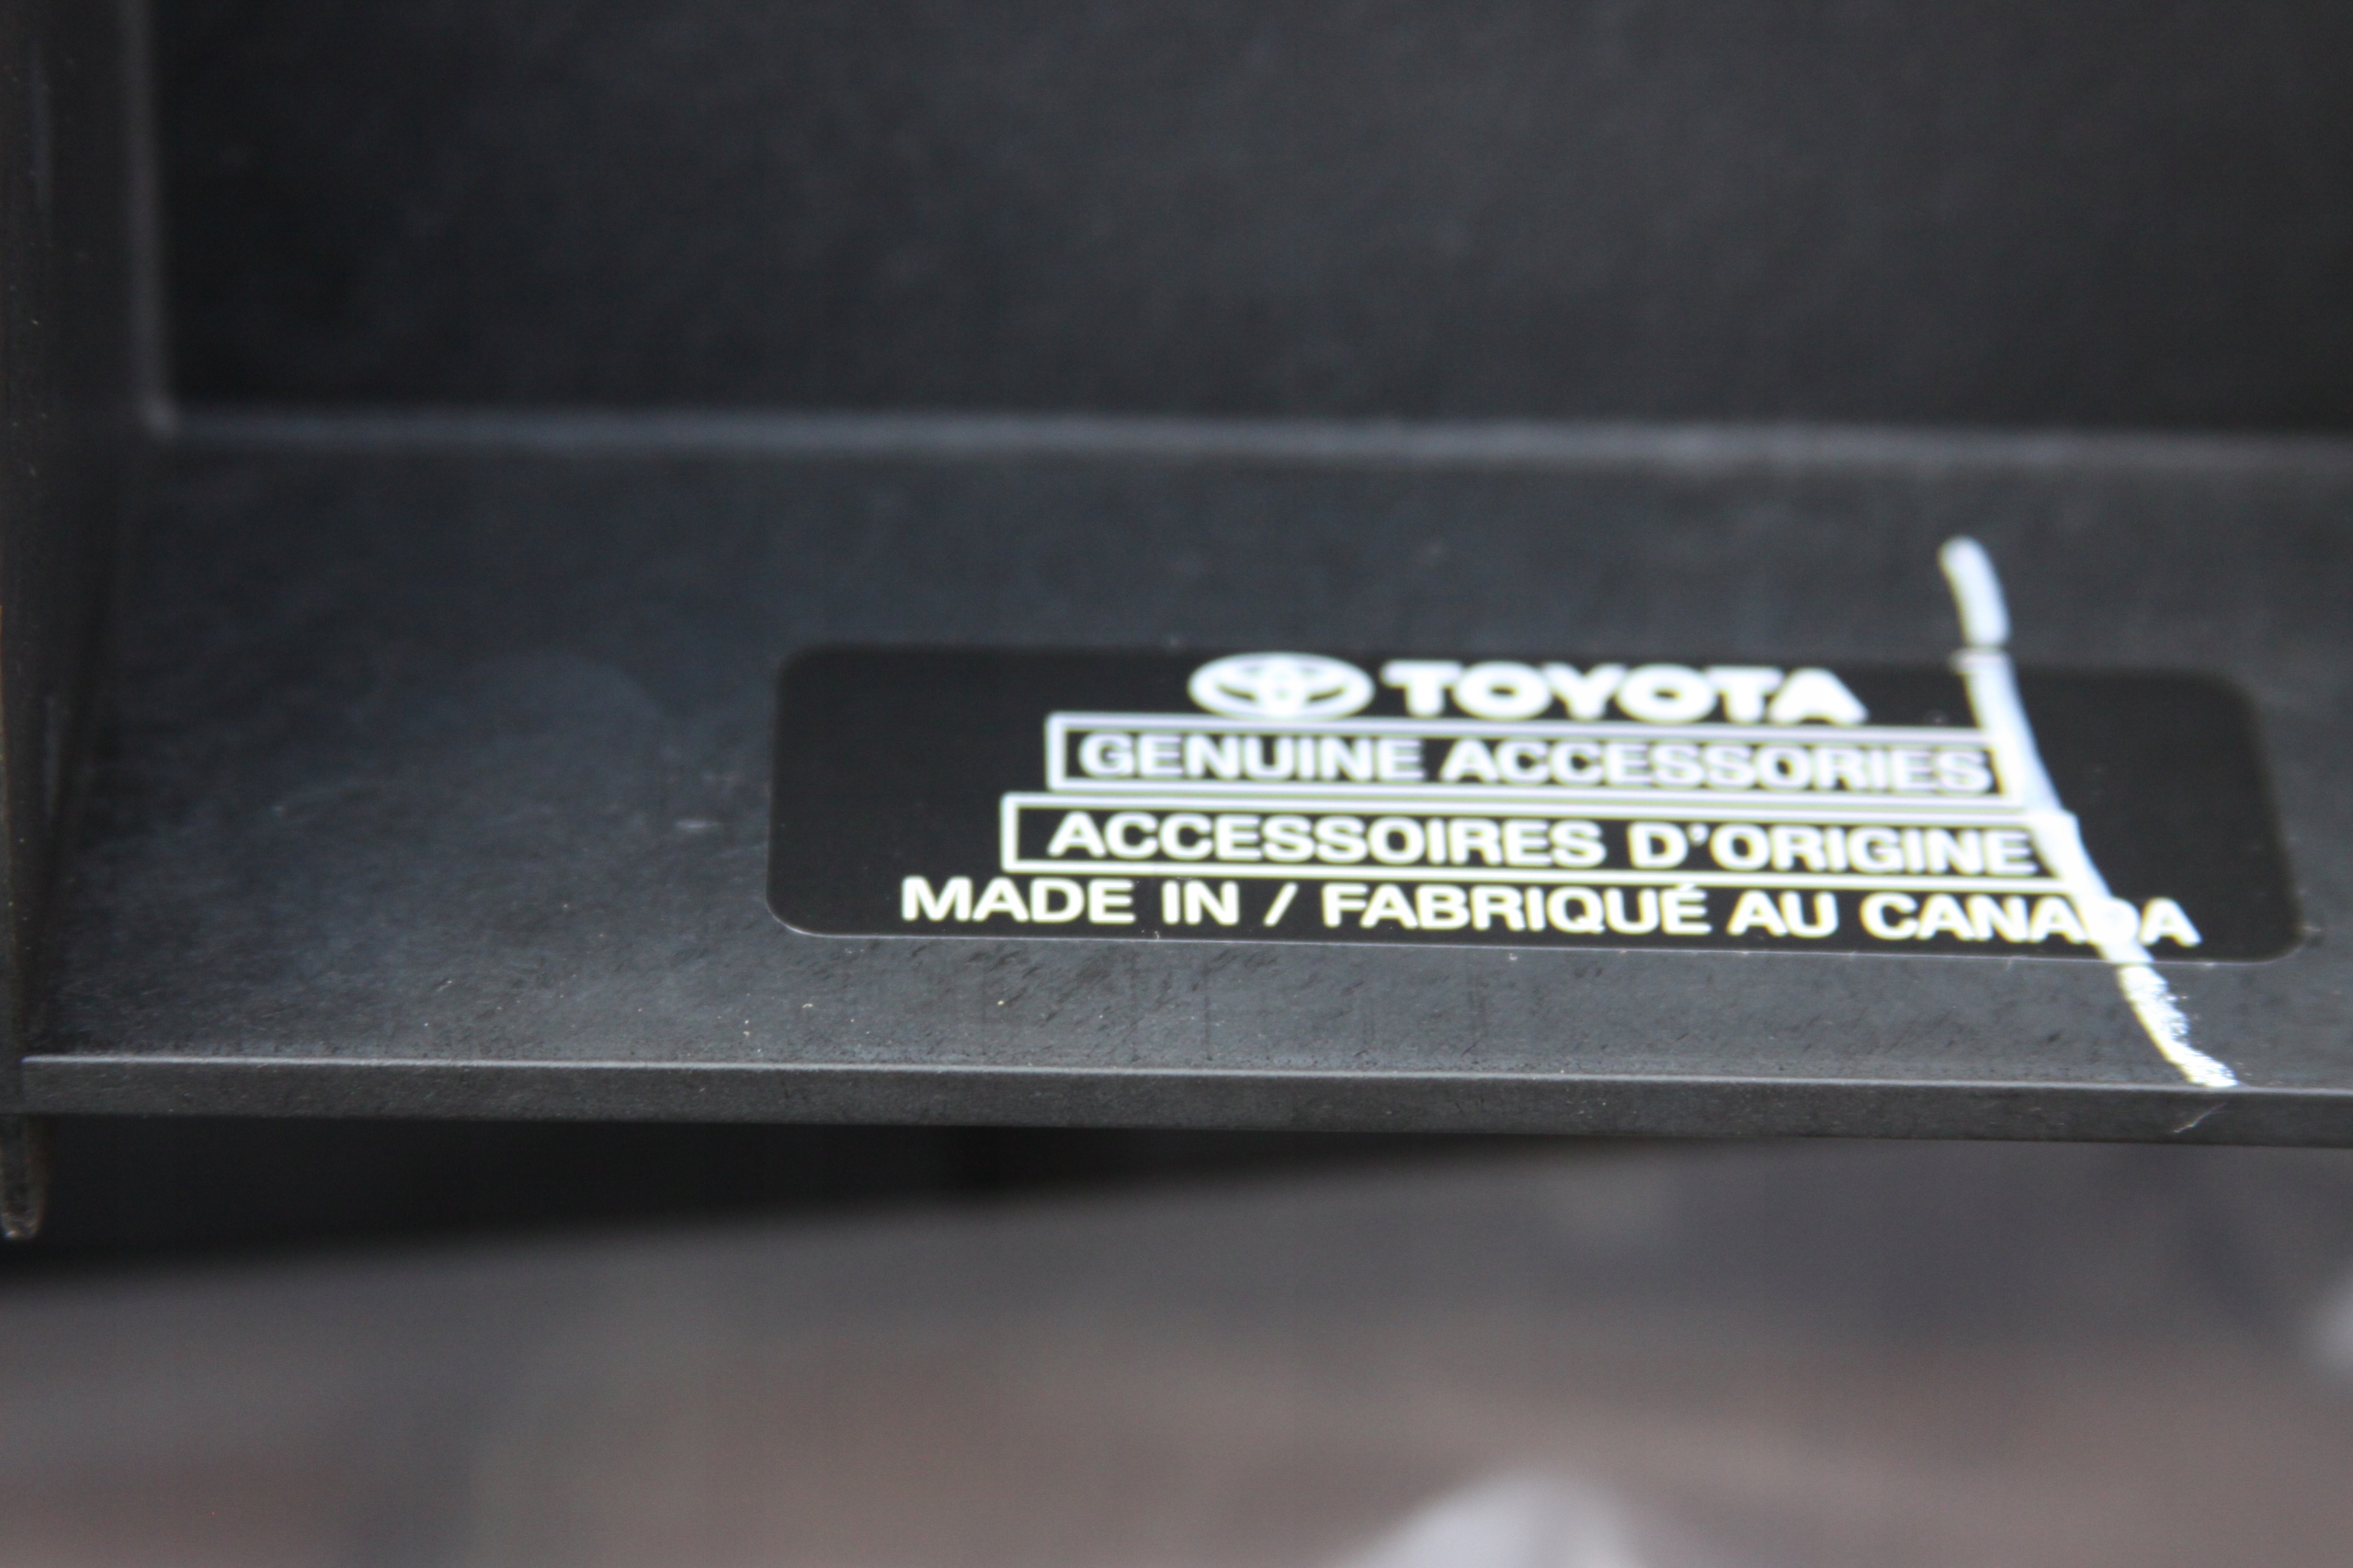 TOYOTA
GENUINE ACCESSORIES
ACCESSOIRES D'ORIGINE
MADE IN / FABRIQUÉ AU CANADA